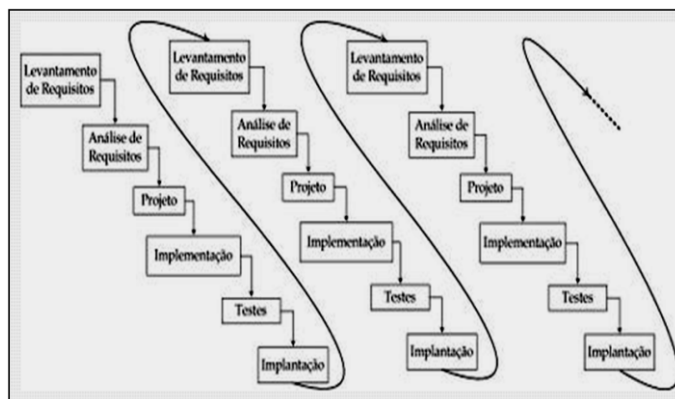 Levantamento
de Requisitos
Análise de
Requisitos
Projeto
Implementação
Testes
Implantação
Levantamento
de Requisitos
Análise de
Requisitos
Projeto
Implementação
Testes
Implantação
Levantamento
de Requisitos
Análise de
Requisitos
Projeto
Implementação
Testes
Implantação